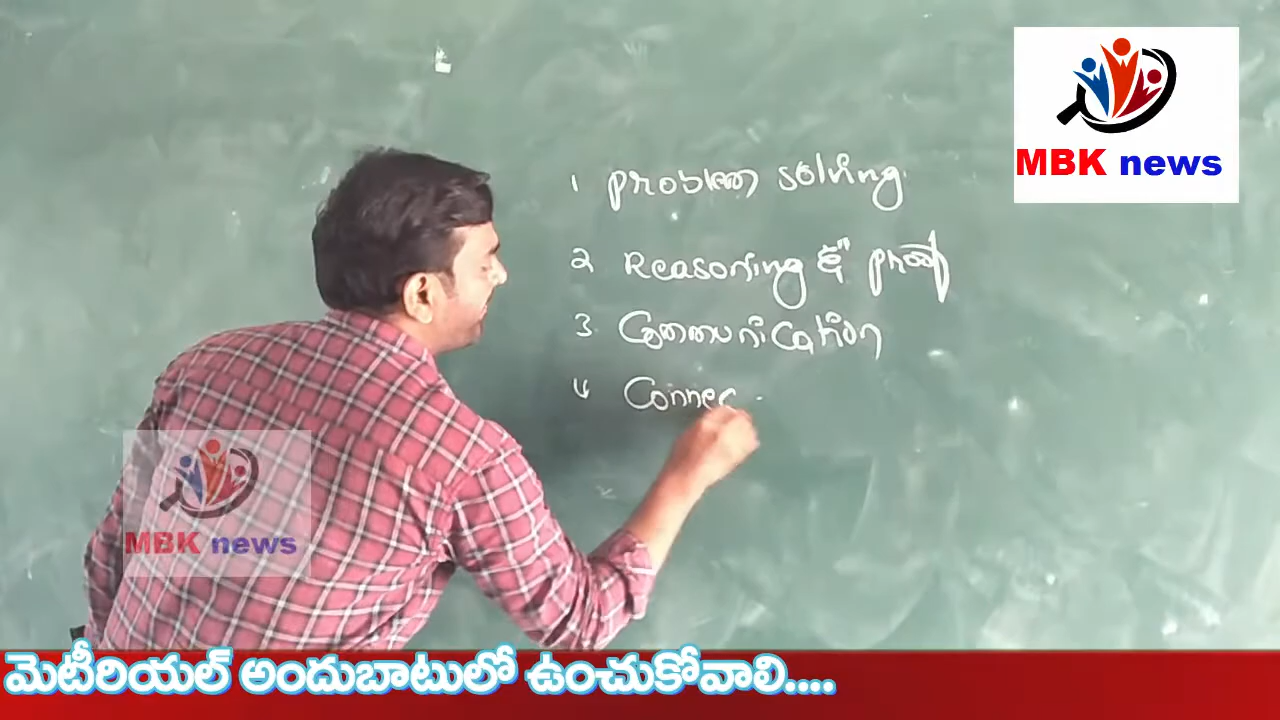 MBK news
1 problem solving
2 Reasoning & proof
3 Communication
4 Connec
MBK news
మెటీరియల్ అందుబాటులో ఉంచుకోవాలి....